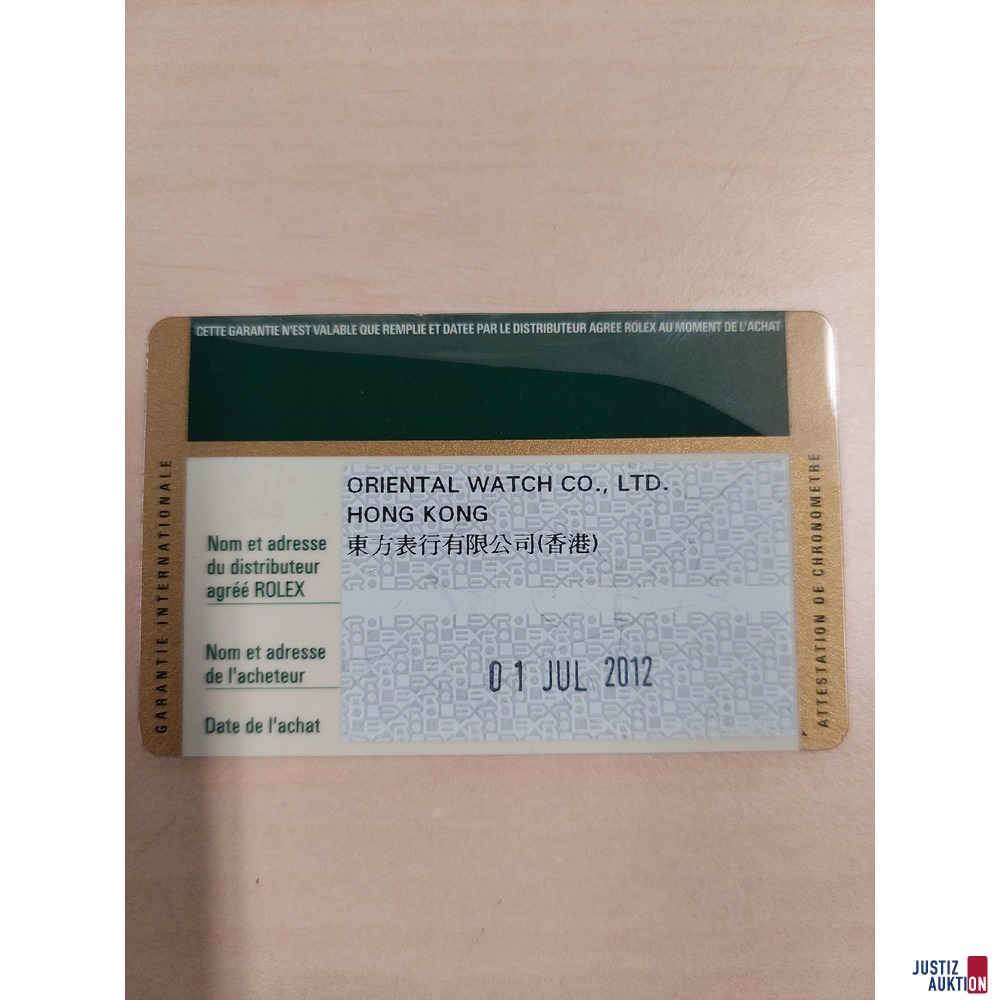 CETTE GARANTIE N'EST VALABLE QUE REMPLIE ET DATEE PAR LE DISTRIBUTEUR AGREE ROLEX AU MOMENT DE L'ACHAT
GARANTIE INTERNATIONALE
ORIENTAL WATCH CO., LTD.
HONG KONG
東方表行有限公司(香港)
Nom et adresse
du distributeur
agréé ROLEX
Nom et adresse
de l'acheteur
01 JUL 2012
Date de l'achat
ATTESTATION DE CHRONOMETRE
JUSTIZ
AUKTION